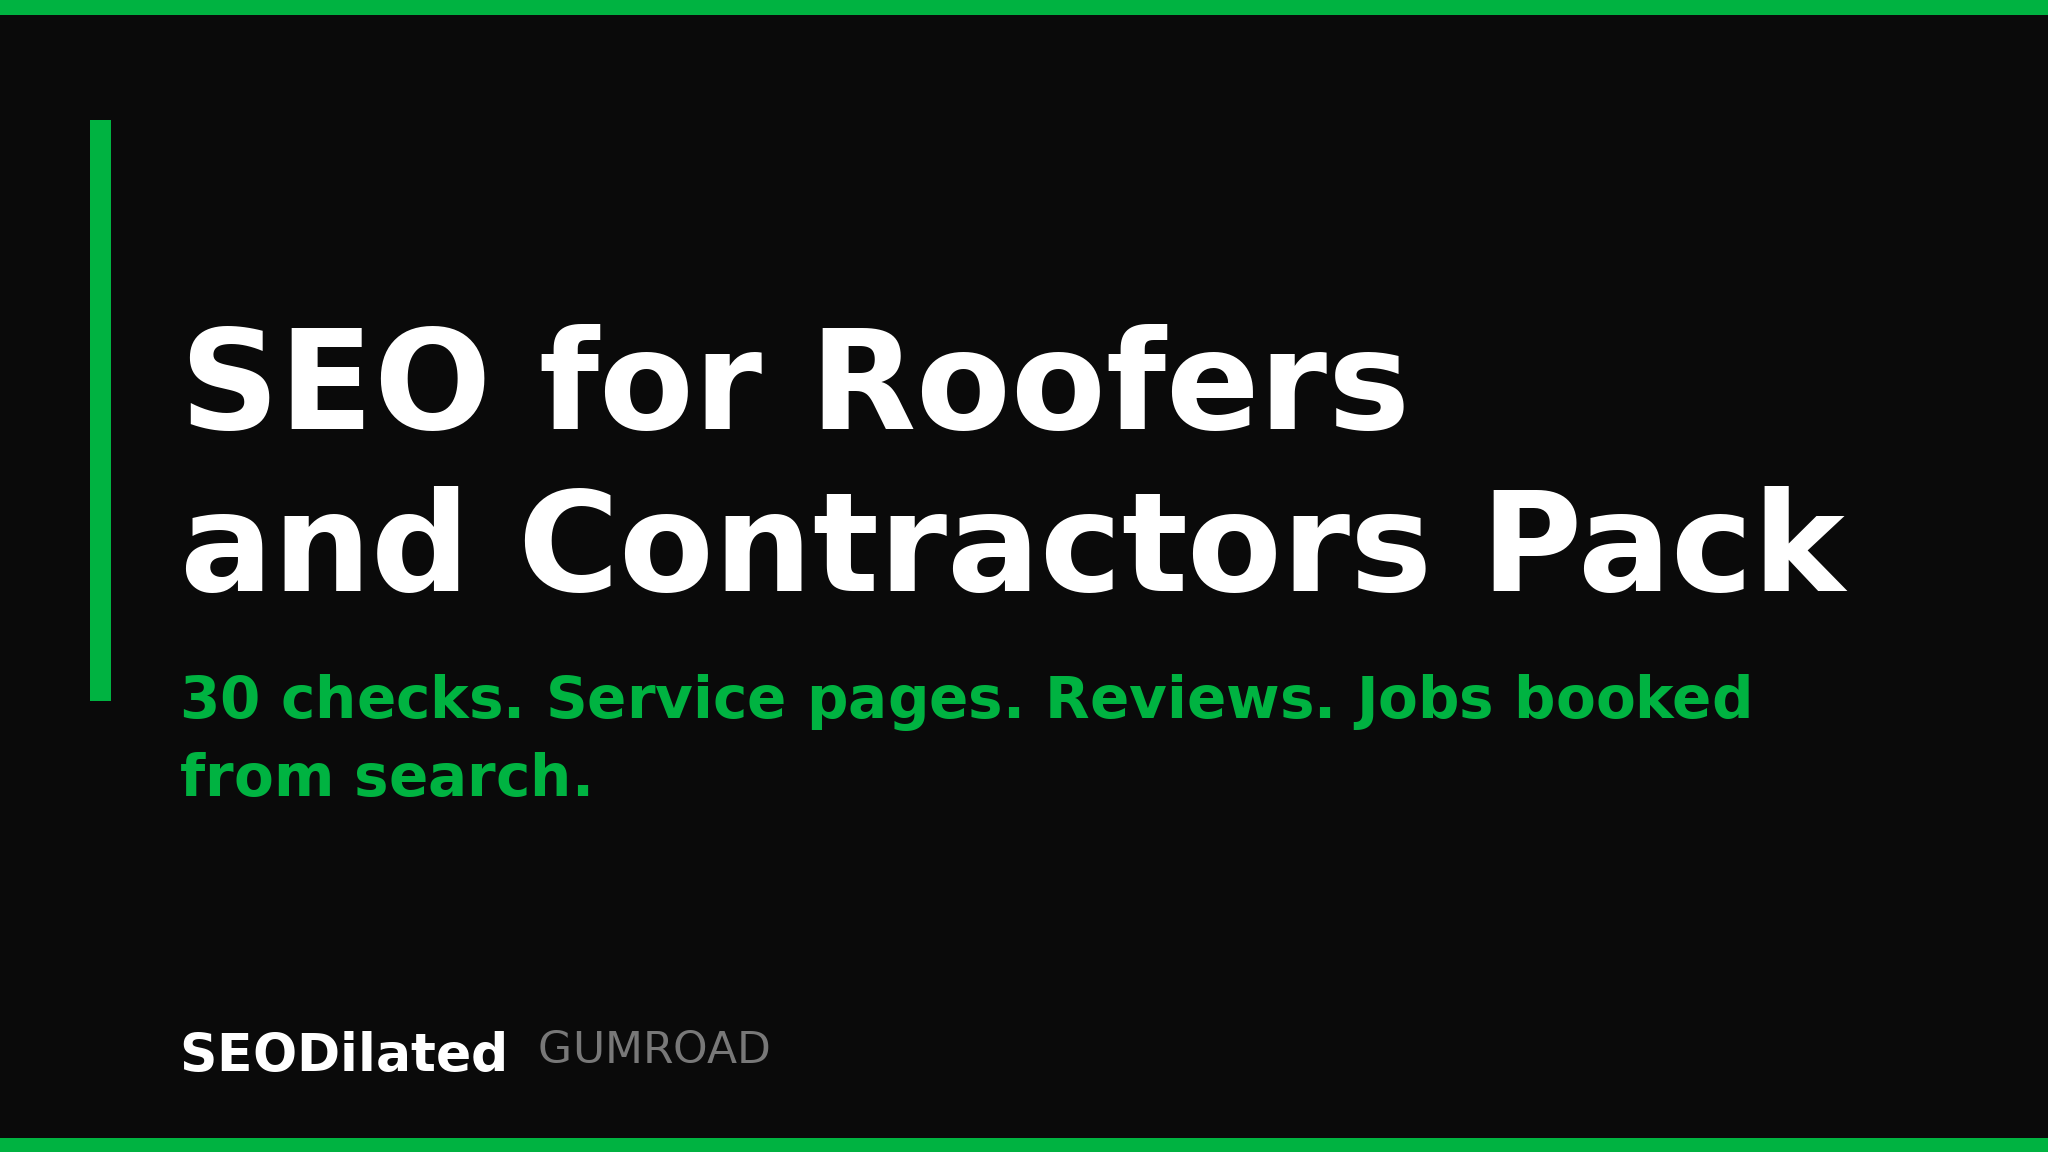 SEO for Roofers
and Contractors Pack
30 checks. Service pages. Reviews. Jobs booked
from search.
SEODilated GUMROAD